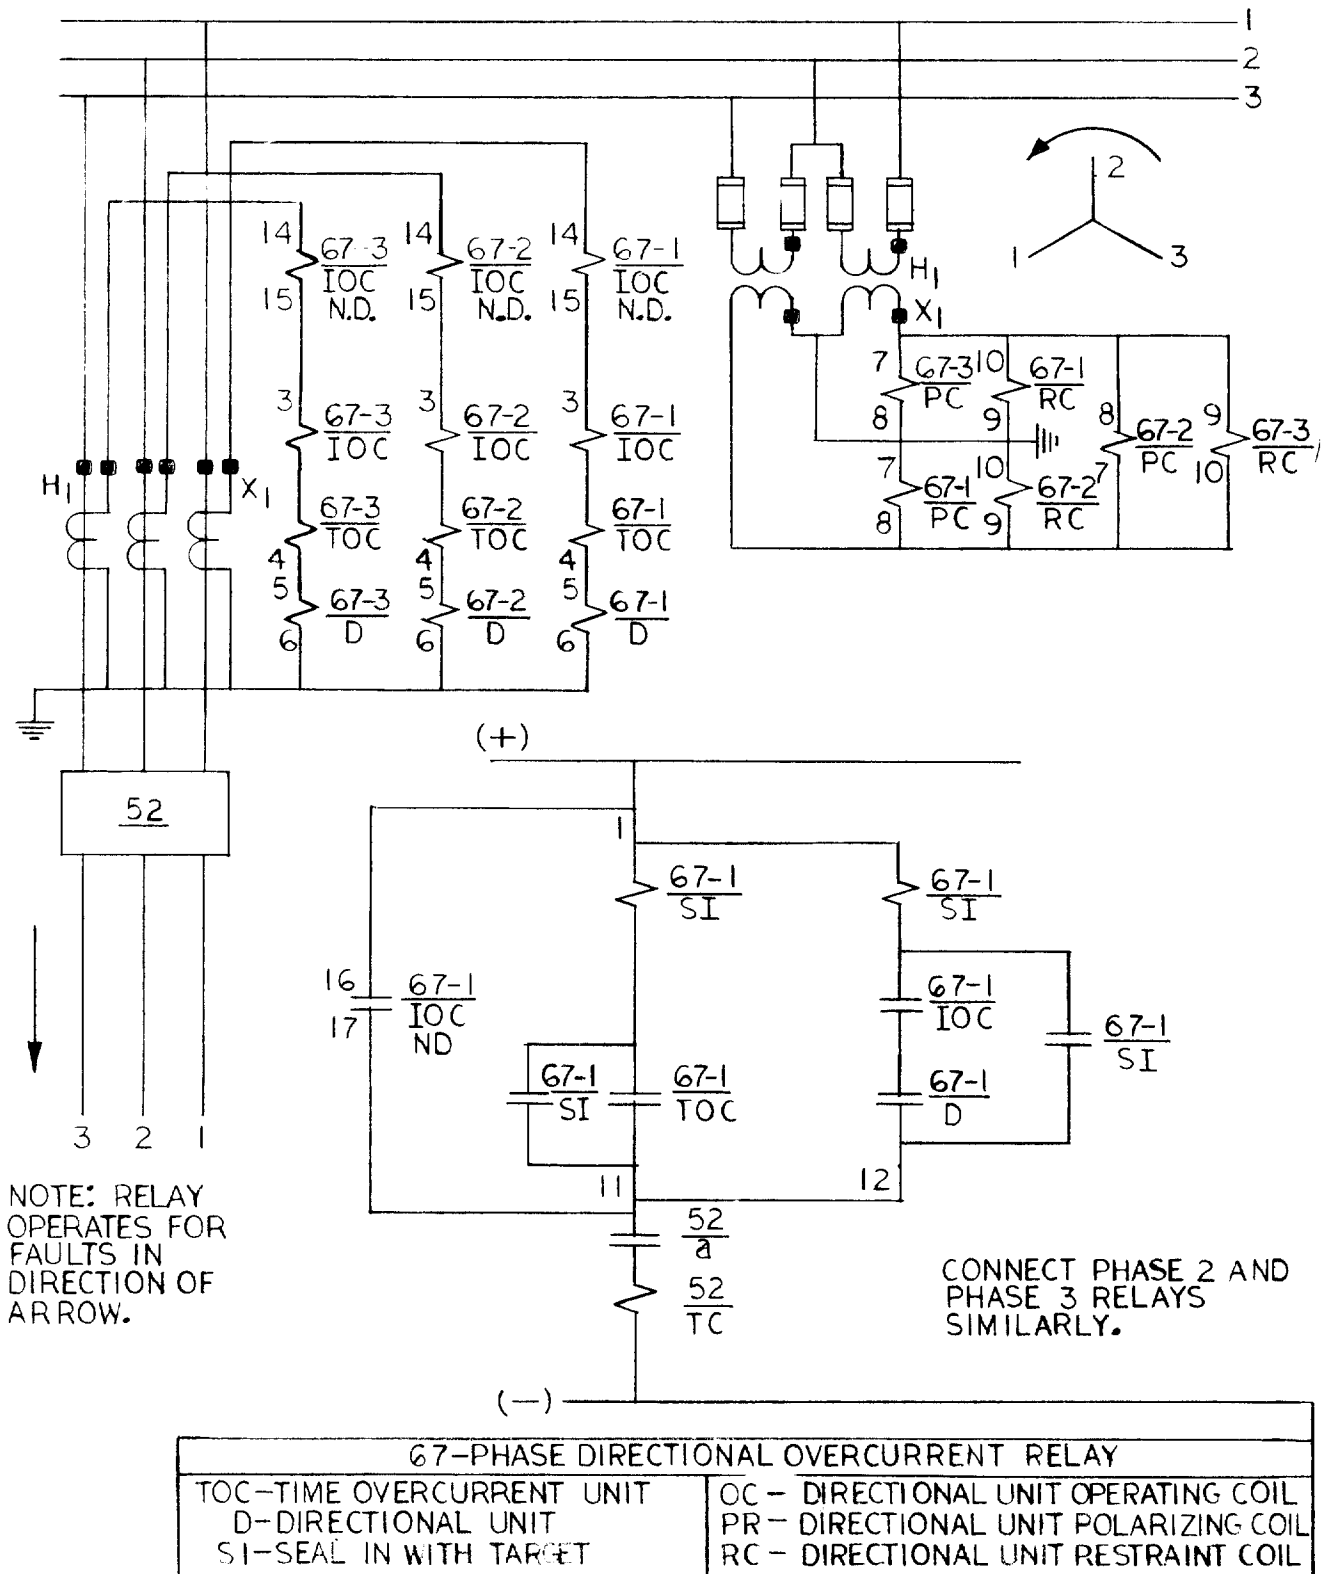 1
2
3
2
1
3
14
67-3
IOC
N.D.
15
14
67-2
IOC
N.D.
15
14
67-1
IOC
N.D.
15
H1
X1
7
67-3
PC
8
10
67-1
RC
9
8
67-2
PC
7
9
67-3
RC
10
7
67-1
PC
8
10
67-2
RC
9
3
67-3
IOC
3
67-2
IOC
3
67-1
IOC
H1
X1
67-3
TOC
4
67-2
TOC
4
67-1
TOC
4
5
67-3
D
6
5
67-2
D
6
5
67-1
D
6
(+)
52
1
67-1
SI
67-1
SI
16
67-1
IOC
ND
17
67-1
IOC
67-1
SI
67-1
SI
67-1
TOC
67-1
D
3 2 1
11
12
52
a
52
TC
(—)
NOTE: RELAY
OPERATES FOR
FAULTS IN
DIRECTION OF
ARROW.
CONNECT PHASE 2 AND
PHASE 3 RELAYS
SIMILARLY.
67-PHASE DIRECTIONAL OVERCURRENT RELAY
TOC-TIME OVERCURRENT UNIT
D-DIRECTIONAL UNIT
SI-SEAL IN WITH TARGET
OC - DIRECTIONAL UNIT OPERATING COIL
PR - DIRECTIONAL UNIT POLARIZING COIL
RC - DIRECTIONAL UNIT RESTRAINT COIL